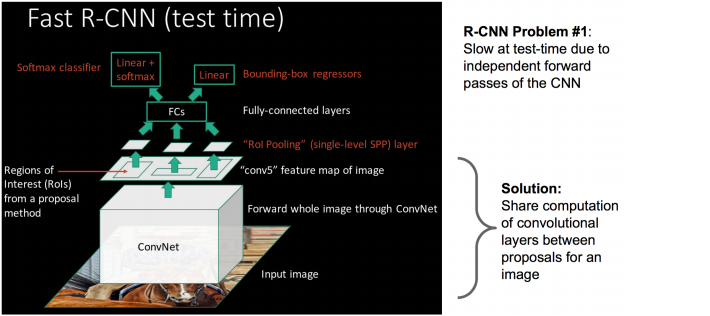 Fast R-CNN (test time)
Softmax classifier
Linear +
softmax
Linear
Bounding-box regressors
FCs
Fully-connected layers
"RoI Pooling" (single-level SPP) layer
Regions of
Interest (RoIs)
from a proposal
method
"conv5" feature map of image
Forward whole image through ConvNet
ConvNet
Input image
R-CNN Problem #1:
Slow at test-time due to
independent forward
passes of the CNN
Solution:
Share computation
of convolutional
layers between
proposals for an
image